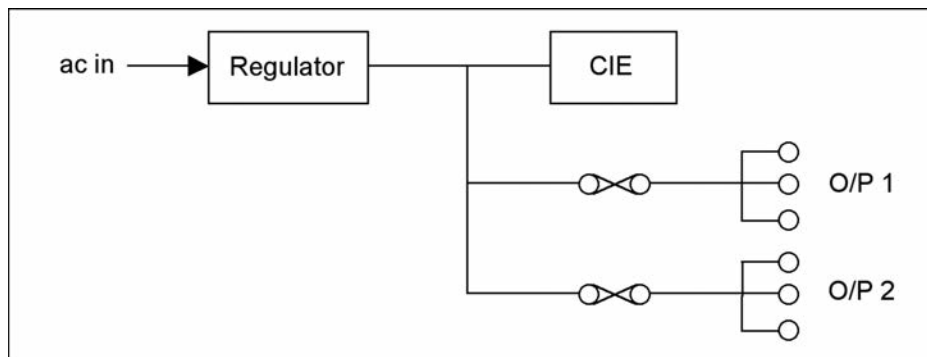 ac in
Regulator
CIE
O/P 1
O/P 2